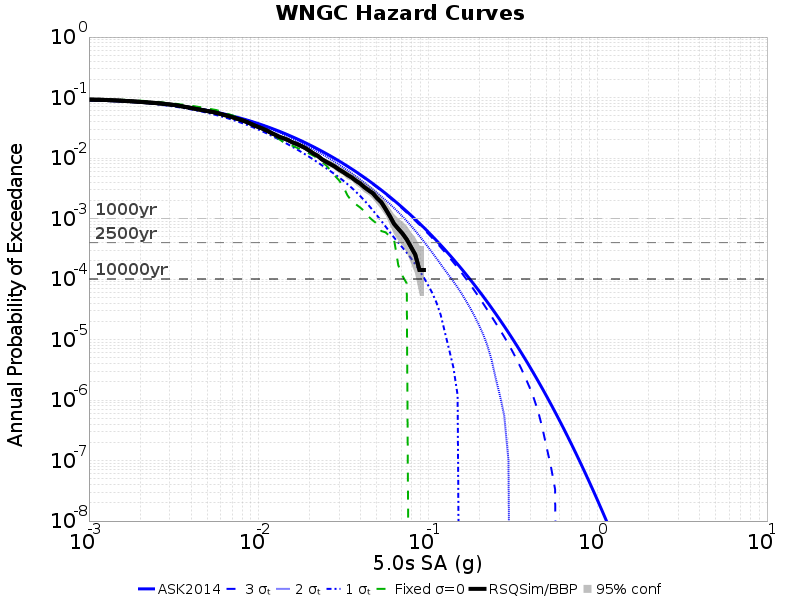 WNGC Hazard Curves
Annual Probability of Exceedance
10^0
10^-1
10^-2
10^-3
10^-4
10^-5
10^-6
10^-7
10^-8
1000yr
2500yr
10000yr
10^-3 10^-2 10^-1 10^0 10^1
5.0s SA (g)
ASK2014 3 σₜ 2 σₜ 1 σₜ Fixed σ=0 RSQSim/BBP 95% conf